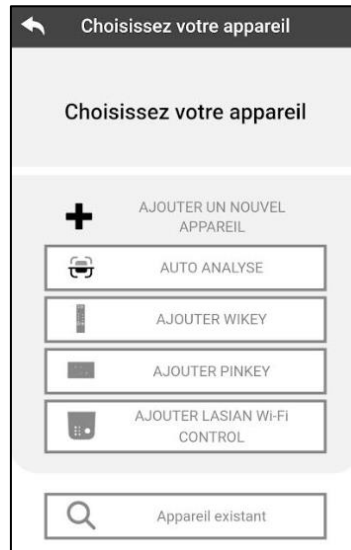 Choisissez votre appareil
Choisissez votre appareil
AJOUTER UN NOUVEL
APPAREIL
AUTO ANALYSE
AJOUTER WIKEY
AJOUTER PINKEY
AJOUTER LASIAN Wi-Fi
CONTROL
Appareil existant